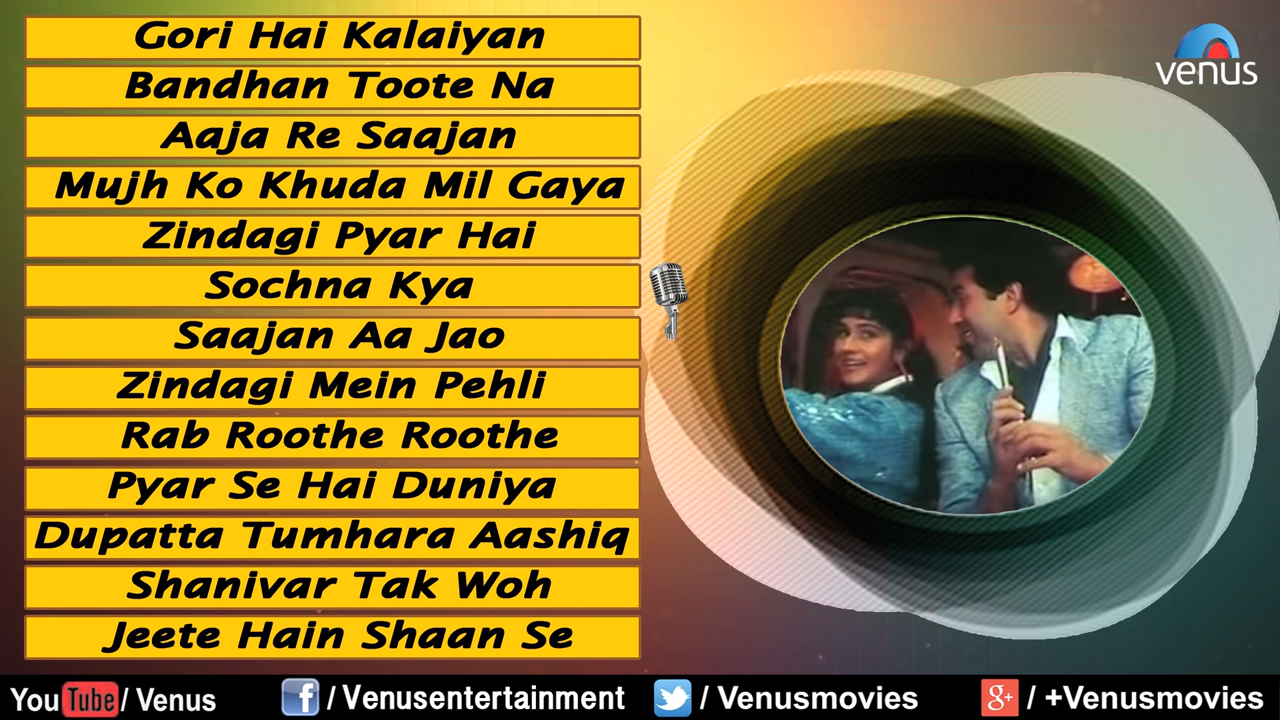 Gori Hai Kalaiyan
Bandhan Toote Na
Aaja Re Saajan
Mujh Ko Khuda Mil Gaya
Zindagi Pyar Hai
Sochna Kya
Saajan Aa Jao
Zindagi Mein Pehli
Rab Roothe Roothe
Pyar Se Hai Duniya
Dupatta Tumhara Aashiq
Shanivar Tak Woh
Jeete Hain Shaan Se
venus
YouTube / Venus
f / Venusentertainment
/ Venusmovies
g+ / +Venusmovies